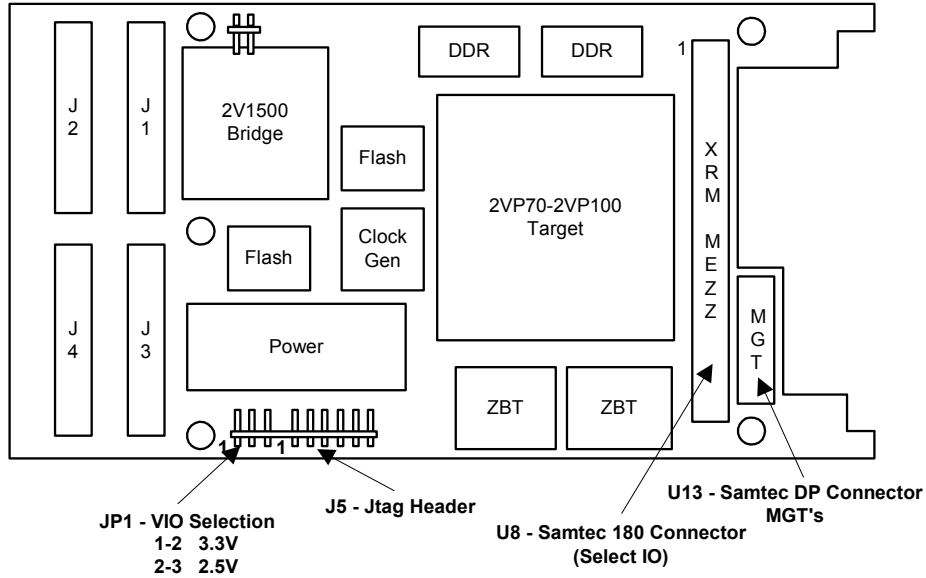 DDR
DDR
1
J
2
J
1
2V1500
Bridge
Flash
X
R
M
M
E
Z
Z
2VP70-2VP100
Target
Clock
Gen
Flash
J
4
J
3
Power
M
G
T
ZBT
ZBT
1
1
JP1 - VIO Selection
1-2 3.3V
2-3 2.5V
J5 - Jtag Header
U8 - Samtec 180 Connector
(Select IO)
U13 - Samtec DP Connector
MGT's